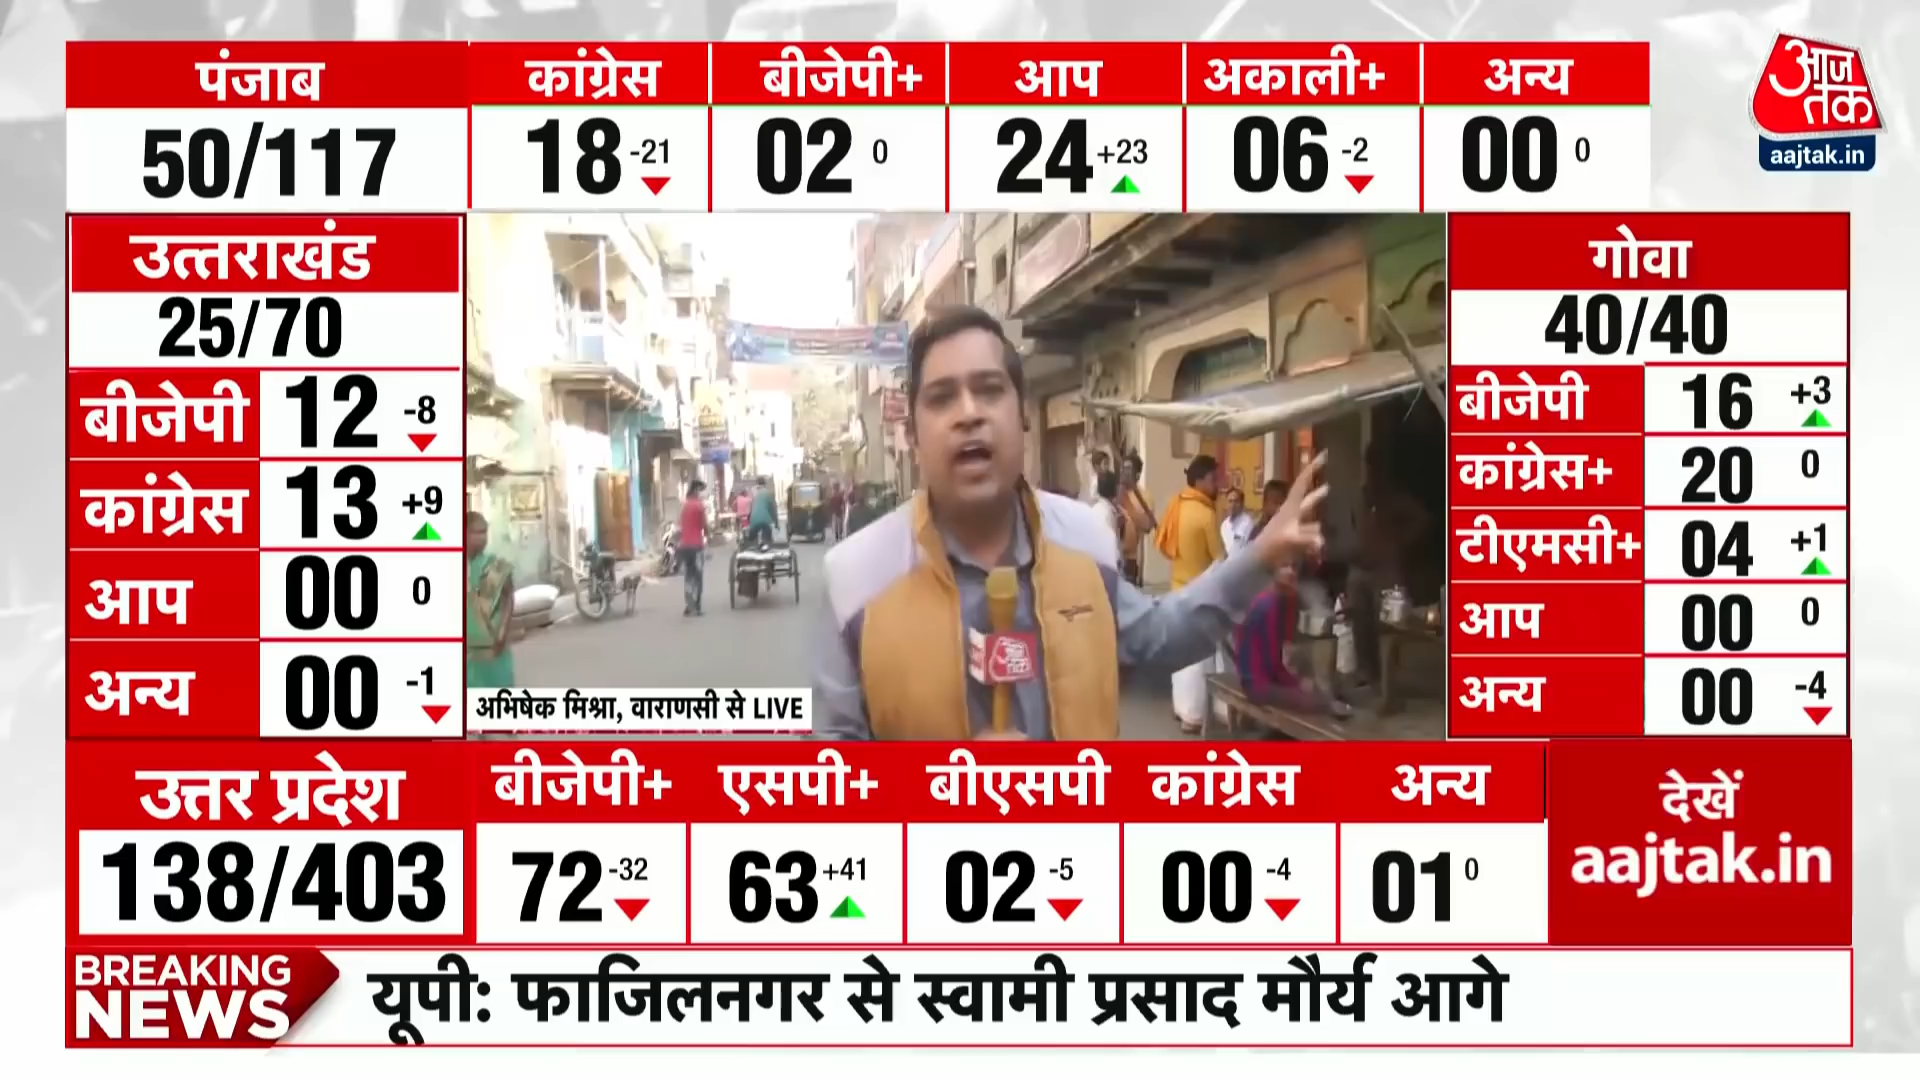 पंजाब
50/117
कांग्रेस
18 -21
बीजेपी+
02 0
आप
24 +23
अकाली+
06 -2
अन्य
00 0
आज
तक
aajtak.in
उत्तराखंड
25/70
बीजेपी 12 -8
कांग्रेस 13 +9
आप 00 0
अन्य 00 -1
आज
तक
अभिषेक मिश्रा, वाराणसी से LIVE
गोवा
40/40
बीजेपी 16 +3
कांग्रेस+ 20 0
टीएमसी+ 04 +1
आप 00 0
अन्य 00 -4
उत्तर प्रदेश
138/403
बीजेपी+
72 -32
एसपी+
63 +41
बीएसपी
02 -5
कांग्रेस
00 -4
अन्य
01 0
देखें
aajtak.in
BREAKING
NEWS
यूपी: फाजिलनगर से स्वामी प्रसाद मौर्य आगे